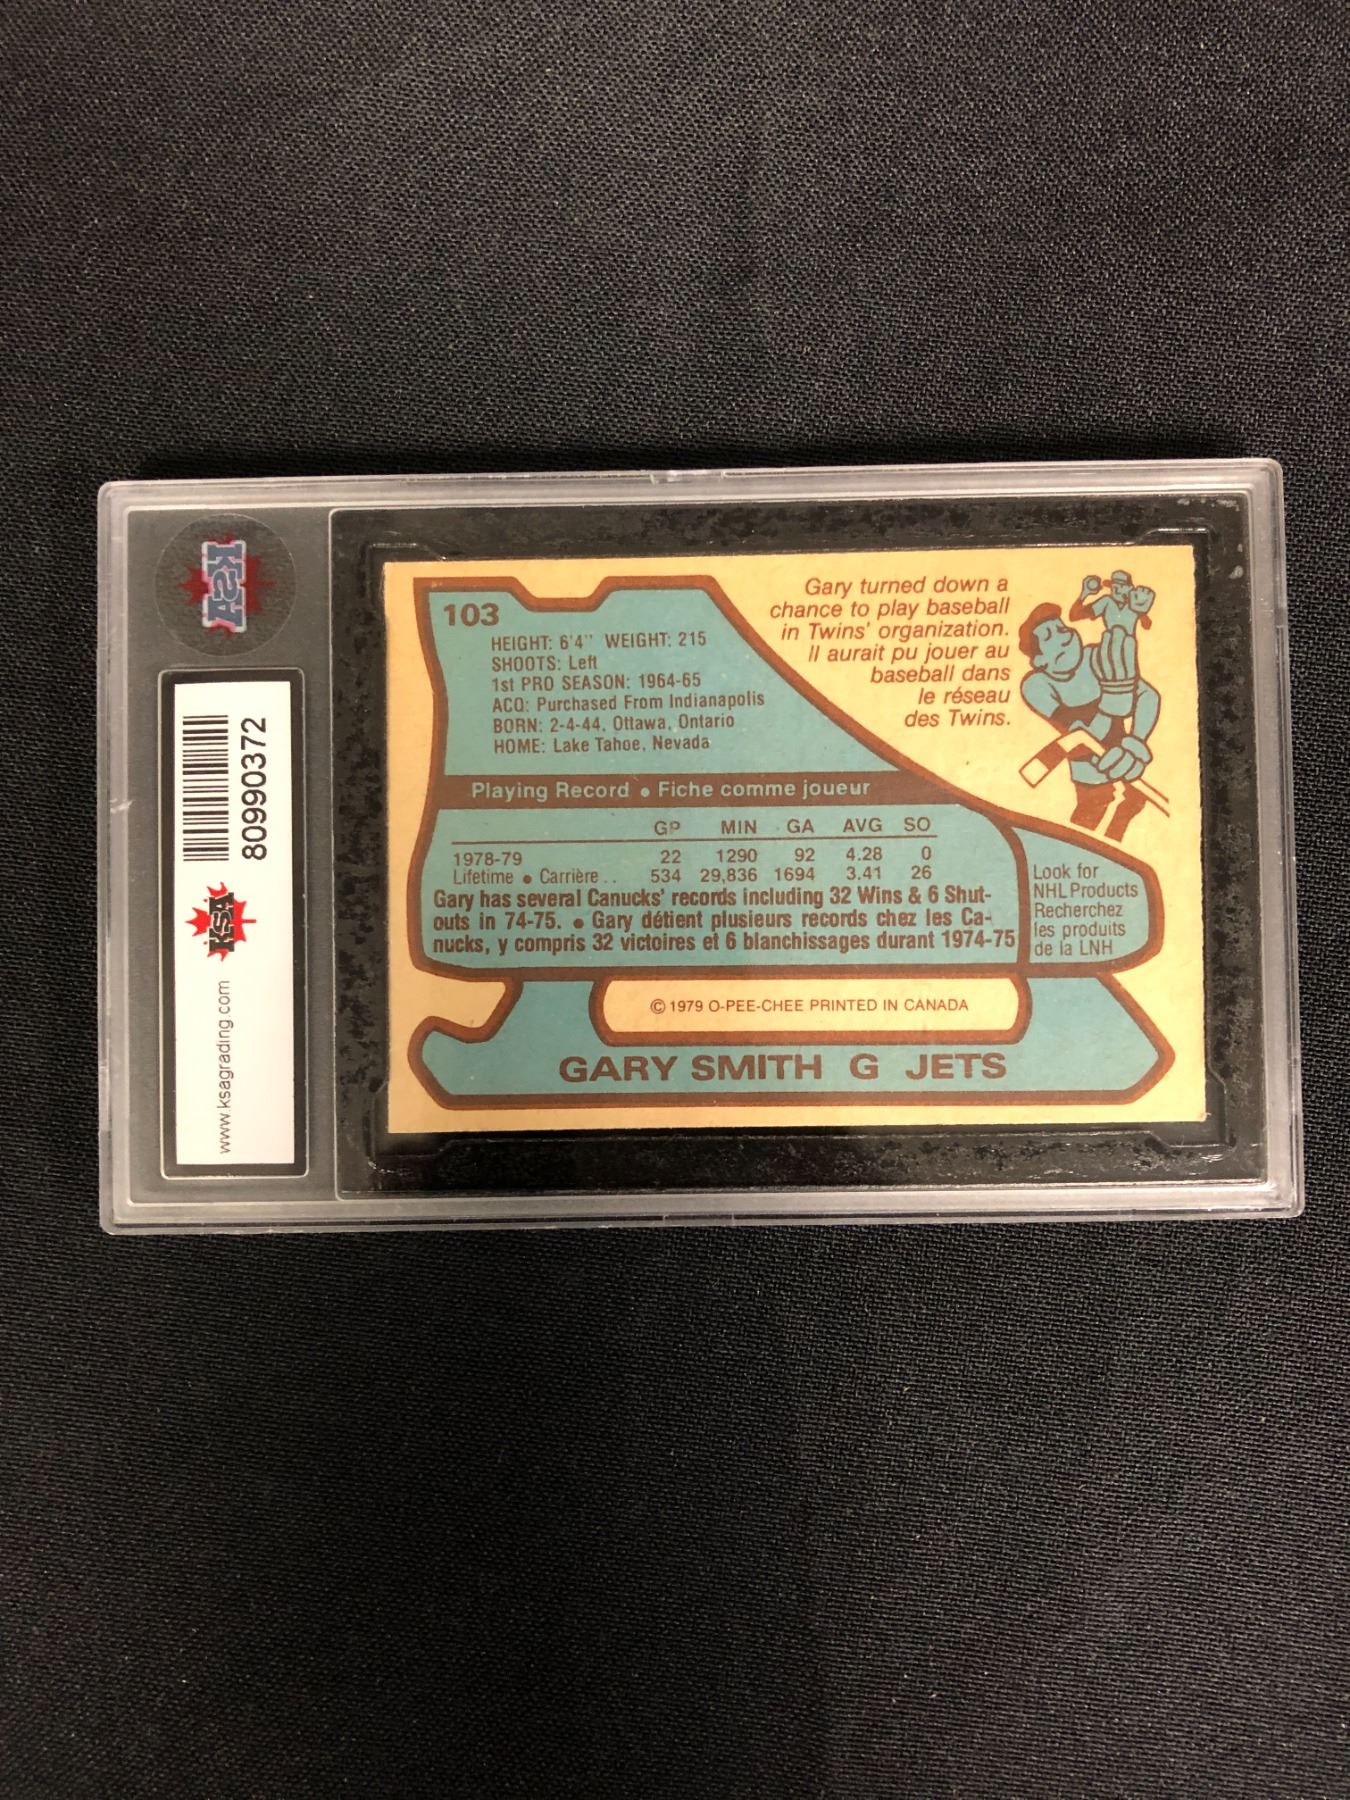 KSA
80990372
KSA
www.ksagrading.com
103
HEIGHT: 6'4" WEIGHT: 215
SHOOTS: Left
1st PRO SEASON: 1964-65
ACQ: Purchased From Indianapolis
BORN: 2-4-44, Ottawa, Ontario
HOME: Lake Tahoe, Nevada
Gary turned down a
chance to play baseball
in Twins' organization.
Il aurait pu jouer au
baseball dans
le réseau
des Twins.
Playing Record • Fiche comme joueur
GP MIN GA AVG SO
1978-79 22 1290 92 4.28 0
Lifetime • Carrière . . 534 29,836 1694 3.41 26
Gary has several Canucks' records including 32 Wins & 6 Shut-
outs in 74-75. • Gary détient plusieurs records chez les Ca-
nucks, y compris 32 victoires et 6 blanchissages durant 1974-75
Look for
NHL Products
Recherchez
les produits
de la LNH
© 1979 O-PEE-CHEE PRINTED IN CANADA
GARY SMITH G JETS